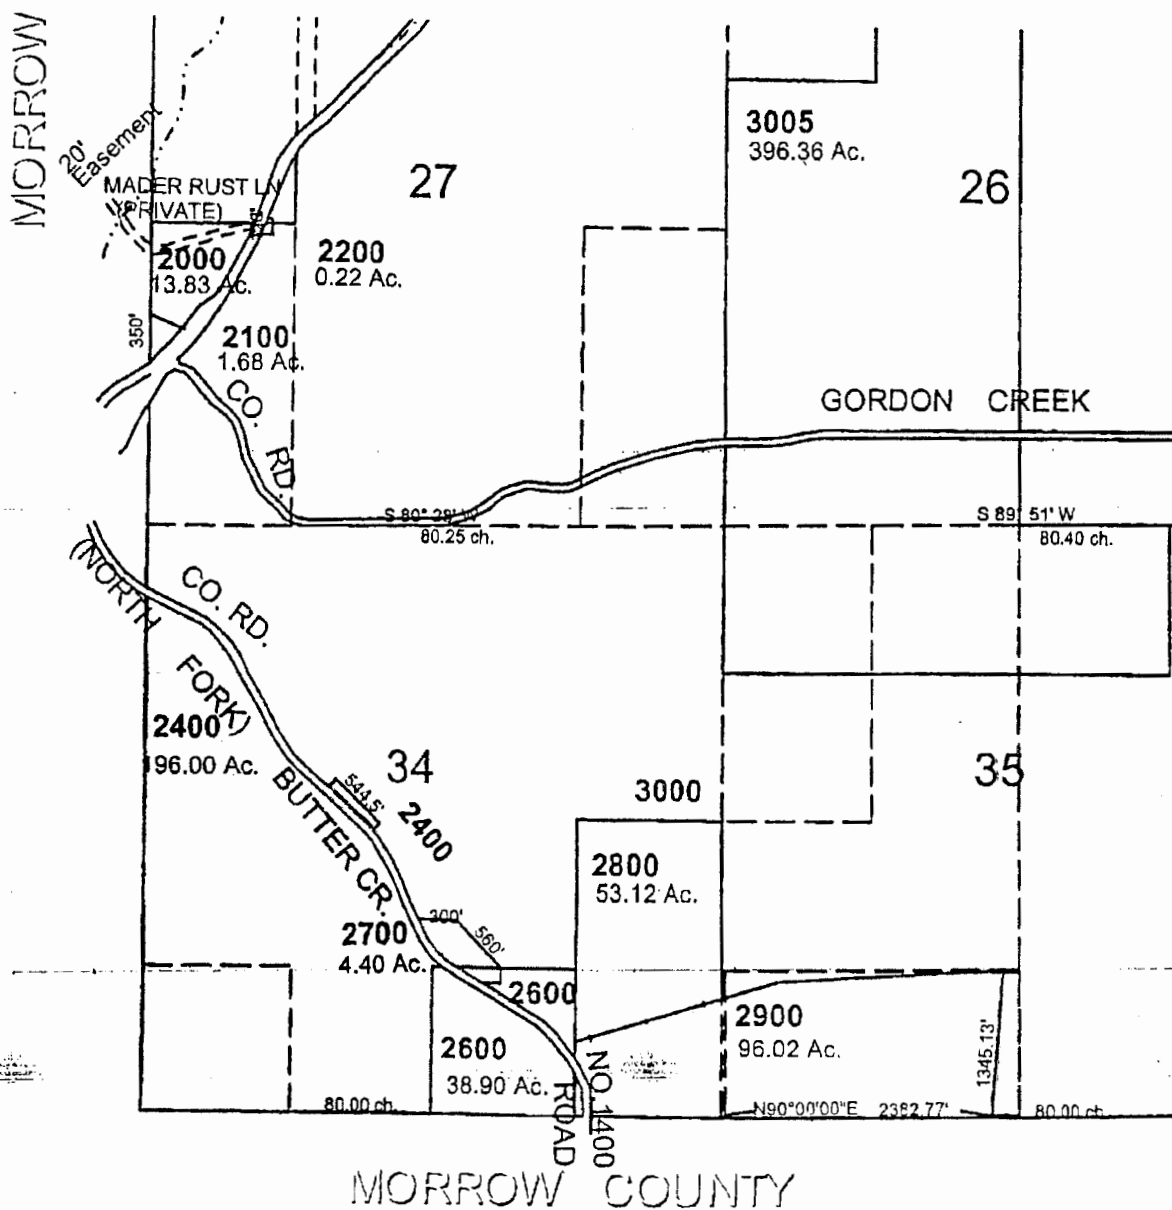 MORROW
20'
Easement
MADER RUST LN
(PRIVATE)
27
3005
396.36 Ac.
26
2000
13.83 Ac.
2200
0.22 Ac.
350'
2100
1.68 Ac.
CO. RD.
GORDON CREEK
80.25 ch.
S 89° 51' W
80.40 ch.
CO. RD.
(NORTH FORK)
2400
196.00 Ac.
34
544.5'
2400
BUTTER CR.
3000
35
2800
53.12 Ac.
300'
560'
2700
4.40 Ac.
2600
2900
96.02 Ac.
1345.13'
2600
38.90 Ac.
ROAD
NO. 1400
80.00 ch.
N90°00'00"E 2382.77'
80.00 ch.
MORROW COUNTY